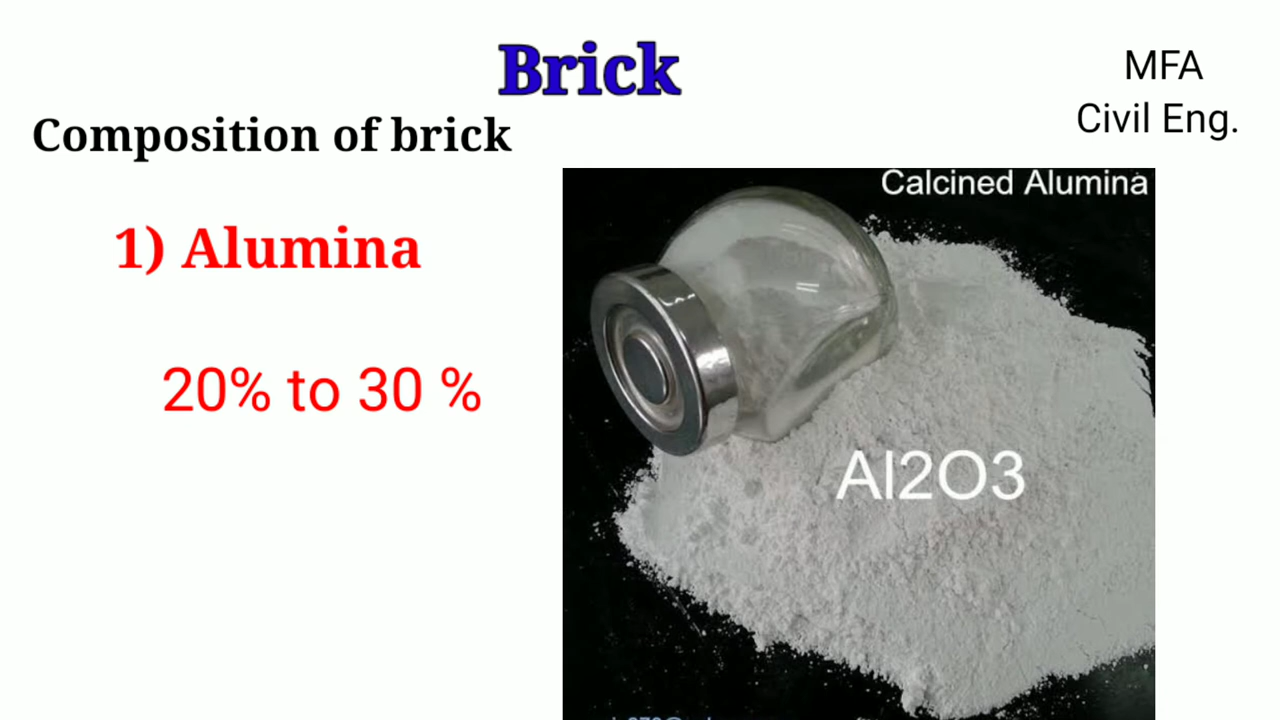 Brick
MFA
Civil Eng.
Composition of brick
Calcined Alumina
1) Alumina
20% to 30 %
Al2O3